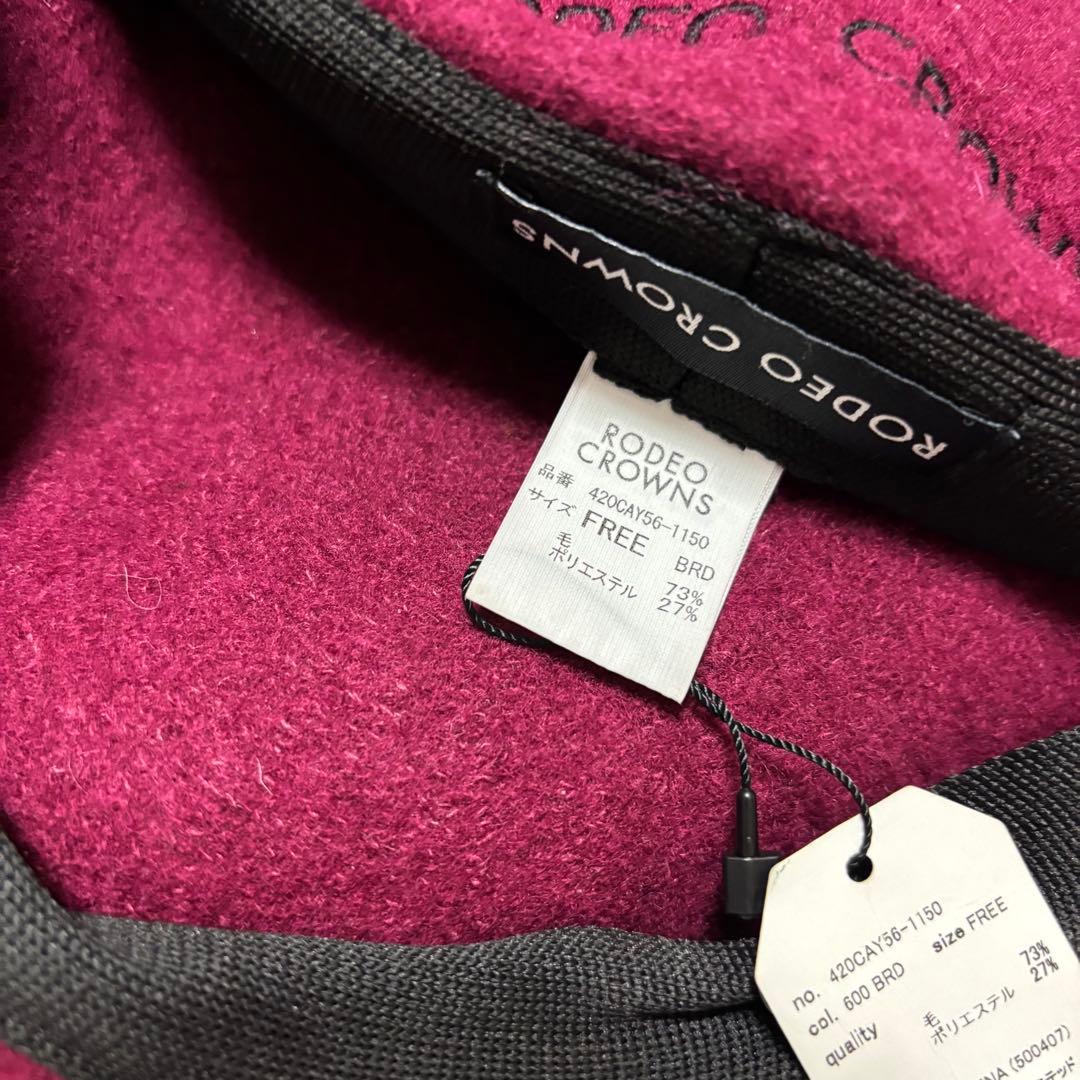 RODEO CROWNS
RODEO CROWNS
RODEO
CROWNS
品番 420CAY56-1150
サイズ FREE BRD
毛 73%
ポリエステル 27%
no. 420CAY56-1150
col. 600 BRD size FREE
quality 毛 73%
ポリエステル 27%
(500407)